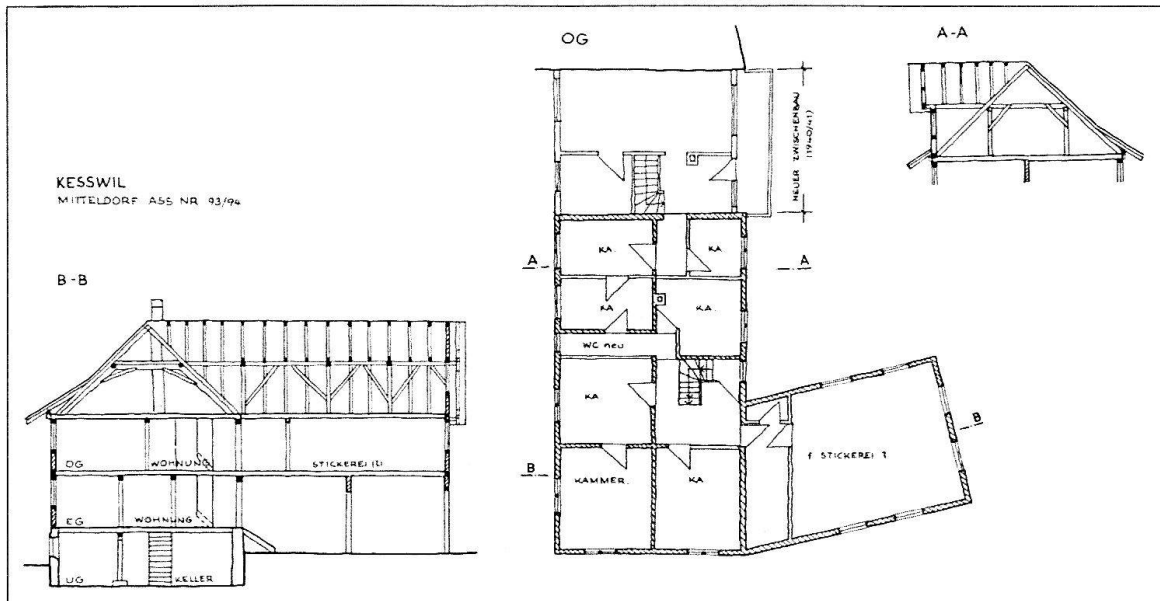 KESSWIL
MITTELDORF ASS NR 93/94
B-B
OG WOHNUNG STICKEREI (?)
EG WOHNUNG
UG KELLER
OG
NEUER ZWISCHENBAU
(1940/41)
KA. KA.
A A
KA KA.
WC neu
KA
B B
KAMMER. KA
? STICKEREI ?
A-A